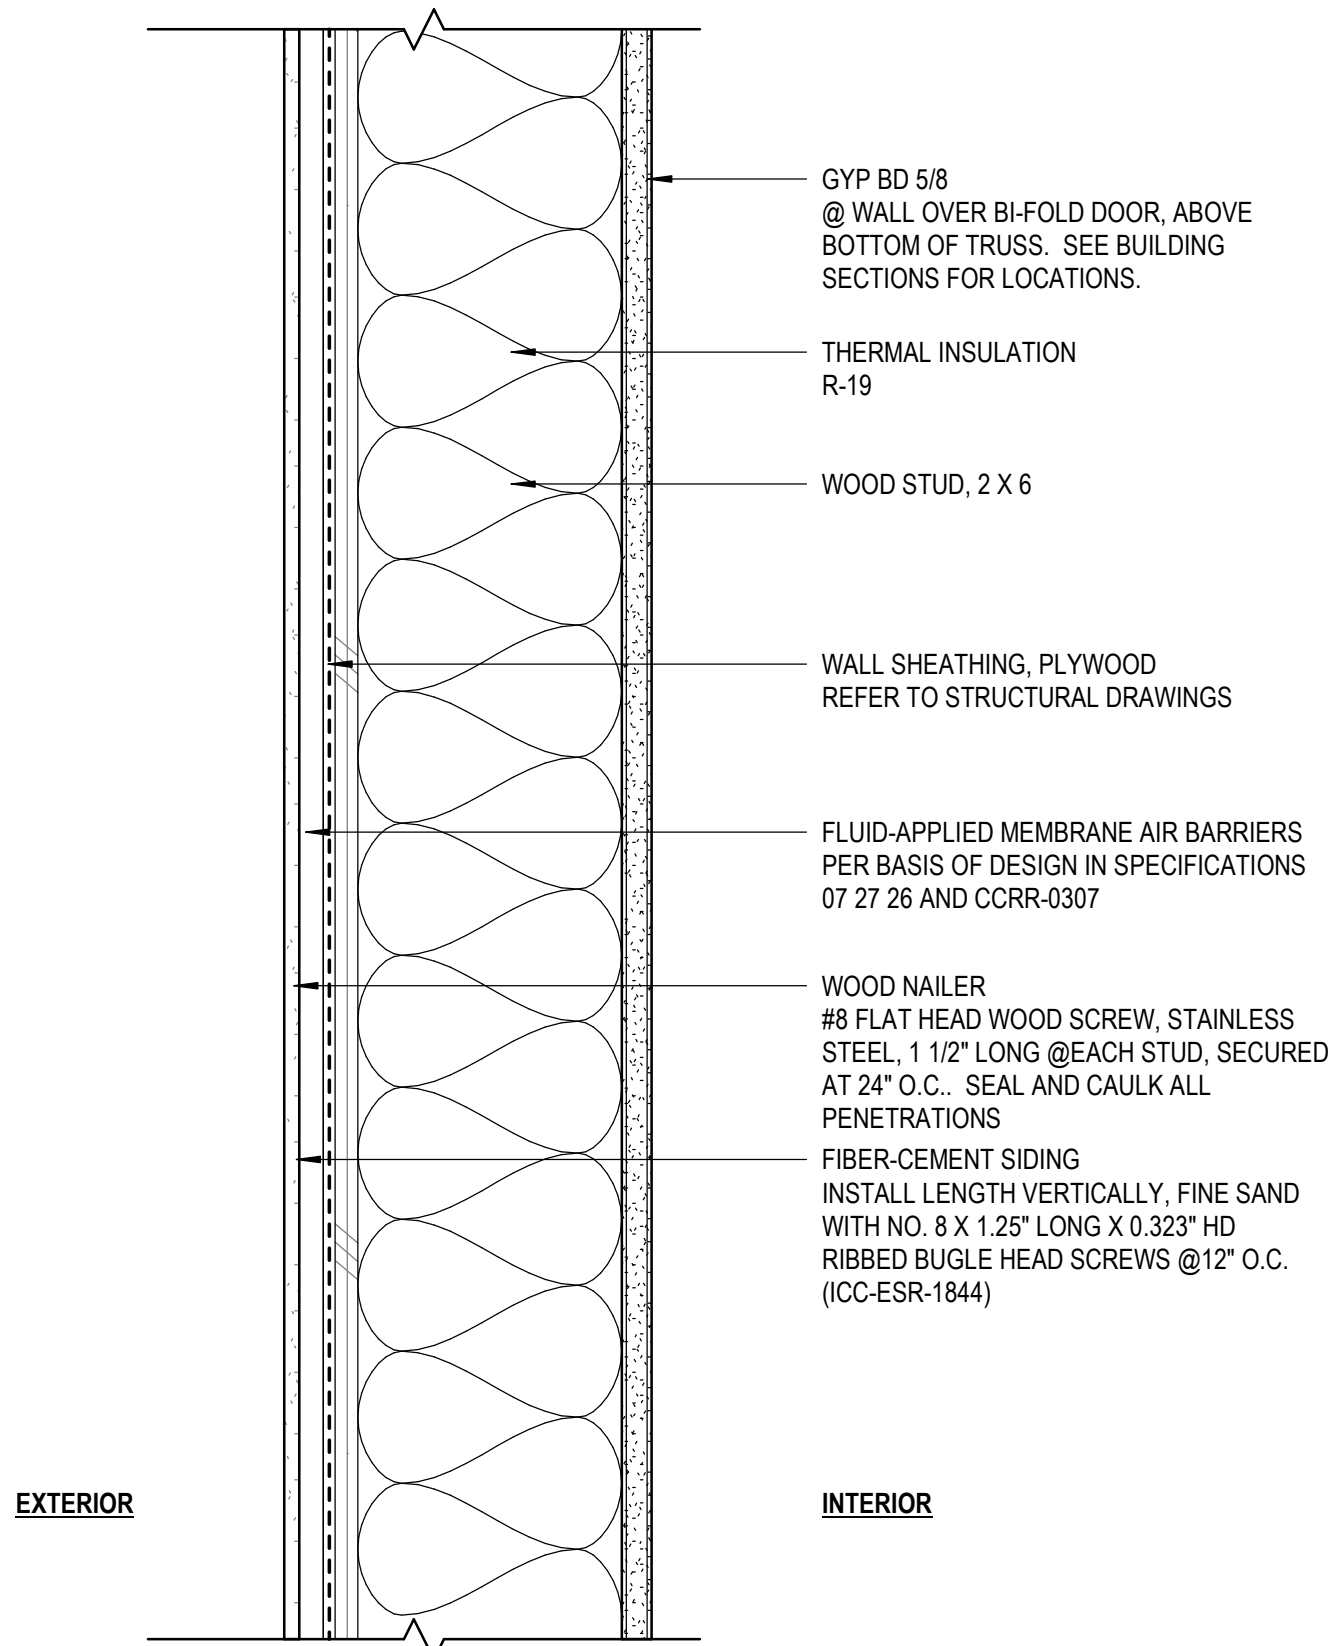 GYP BD 5/8
@ WALL OVER BI-FOLD DOOR, ABOVE
BOTTOM OF TRUSS. SEE BUILDING
SECTIONS FOR LOCATIONS.
THERMAL INSULATION
R-19
WOOD STUD, 2 X 6
WALL SHEATHING, PLYWOOD
REFER TO STRUCTURAL DRAWINGS
FLUID-APPLIED MEMBRANE AIR BARRIERS
PER BASIS OF DESIGN IN SPECIFICATIONS
07 27 26 AND CCRR-0307
WOOD NAILER
#8 FLAT HEAD WOOD SCREW, STAINLESS
STEEL, 1 1/2" LONG @EACH STUD, SECURED
AT 24" O.C.. SEAL AND CAULK ALL
PENETRATIONS
FIBER-CEMENT SIDING
INSTALL LENGTH VERTICALLY, FINE SAND
WITH NO. 8 X 1.25" LONG X 0.323" HD
RIBBED BUGLE HEAD SCREWS @12" O.C.
(ICC-ESR-1844)
EXTERIOR
INTERIOR